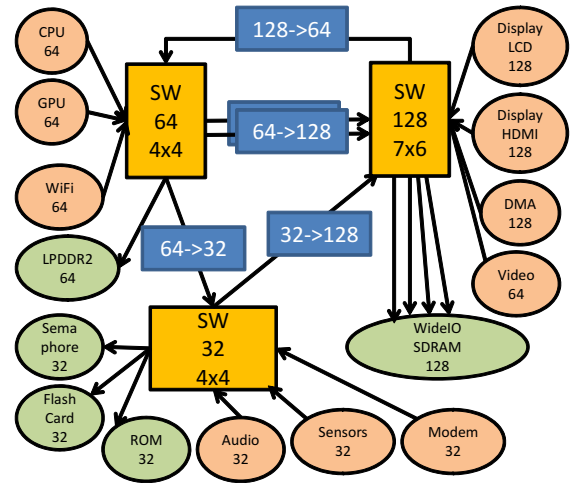 CPU
64
GPU
64
WiFi
64
LPDDR2
64
SW
64
4x4
128->64
64->128
SW
128
7x6
Display
LCD
128
Display
HDMI
128
DMA
128
Video
64
64->32
32->128
WideIO
SDRAM
128
SW
32
4x4
Sema
phore
32
Flash
Card
32
ROM
32
Audio
32
Sensors
32
Modem
32